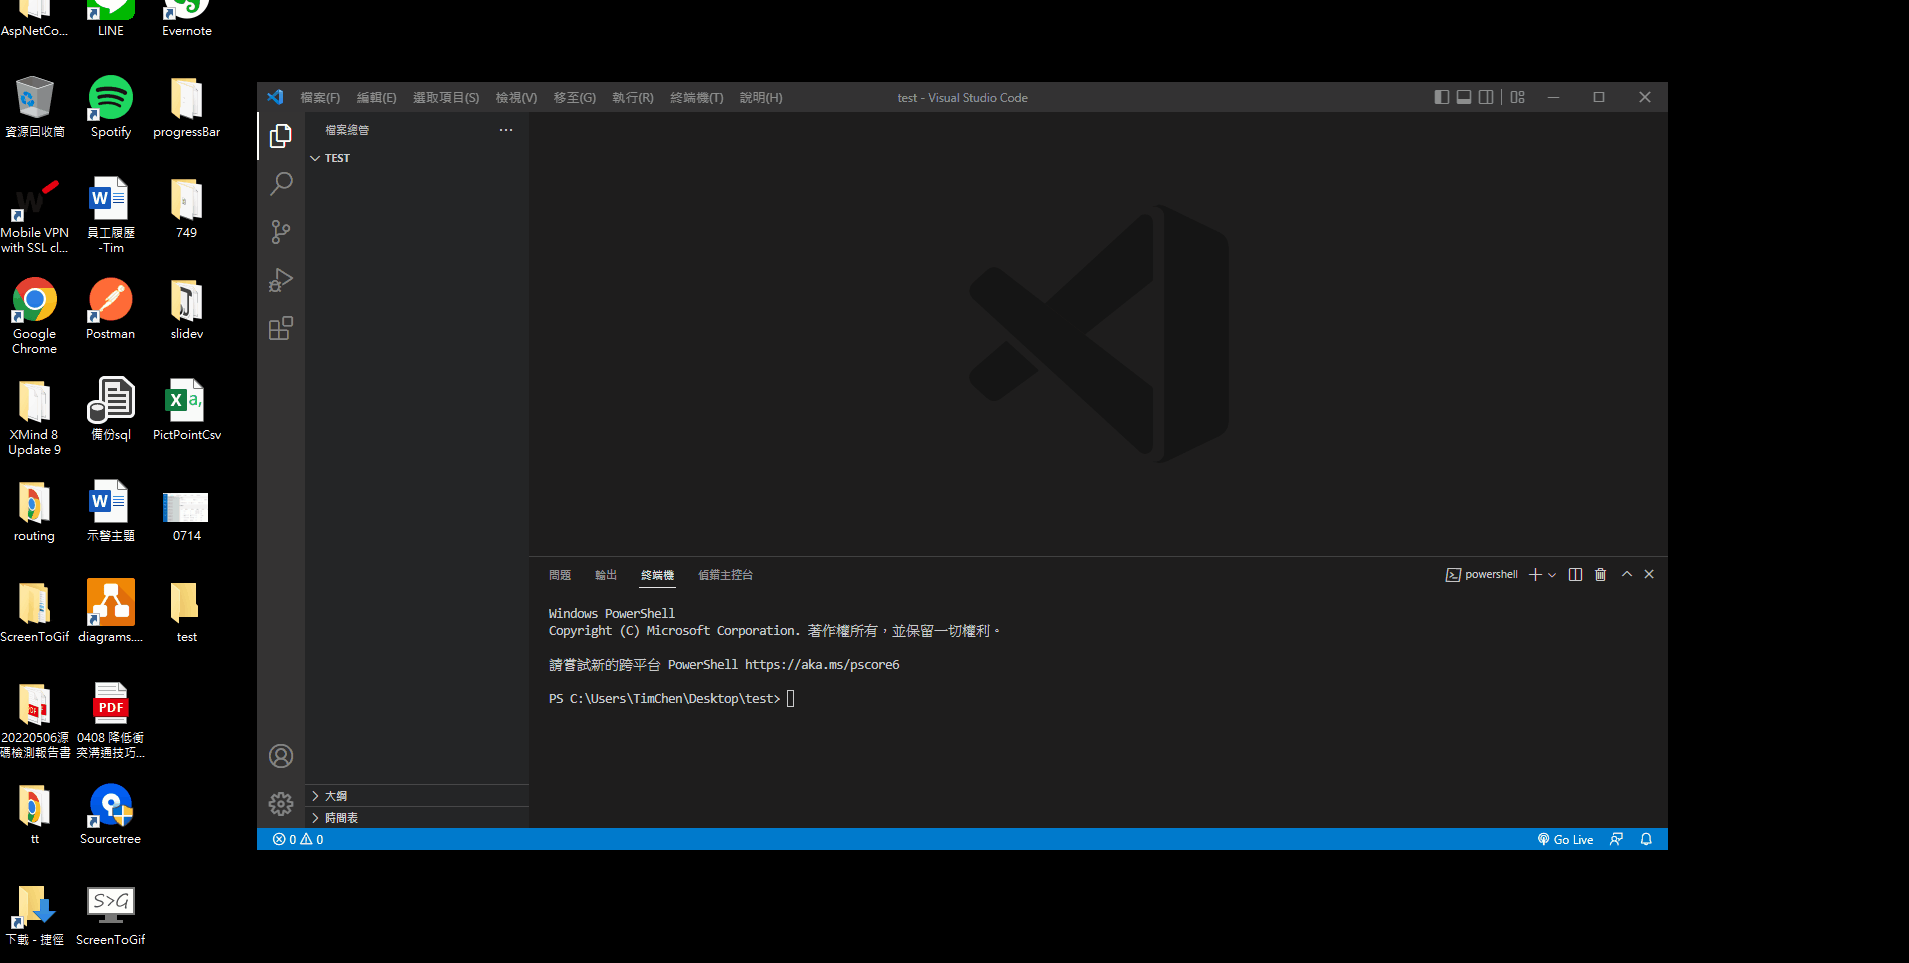 AspNetCo...
LINE
Evernote
資源回收筒
Spotify
progressBar
Mobile VPN
with SSL cl...
員工履歷
-Tim
749
Google
Chrome
Postman
slidev
XMind 8
Update 9
備份sql
PictPointCsv
routing
示警主題
0714
ScreenToGif
diagrams....
test
20220506源
碼檢測報告書
0408 降低衝
突溝通技巧...
tt
Sourcetree
下載 - 捷徑
S>G
ScreenToGif
檔案(F) 編輯(E) 選取項目(S) 檢視(V) 移至(G) 執行(R) 終端機(T) 說明(H)
test - Visual Studio Code
檔案總管
TEST
大綱
時間表
問題 輸出 終端機 偵錯主控台
powershell
Windows PowerShell
Copyright (C) Microsoft Corporation. 著作權所有，並保留一切權利。
請嘗試新的跨平台 PowerShell https://aka.ms/pscore6
PS C:\Users\TimChen\Desktop\test>
0 0
Go Live